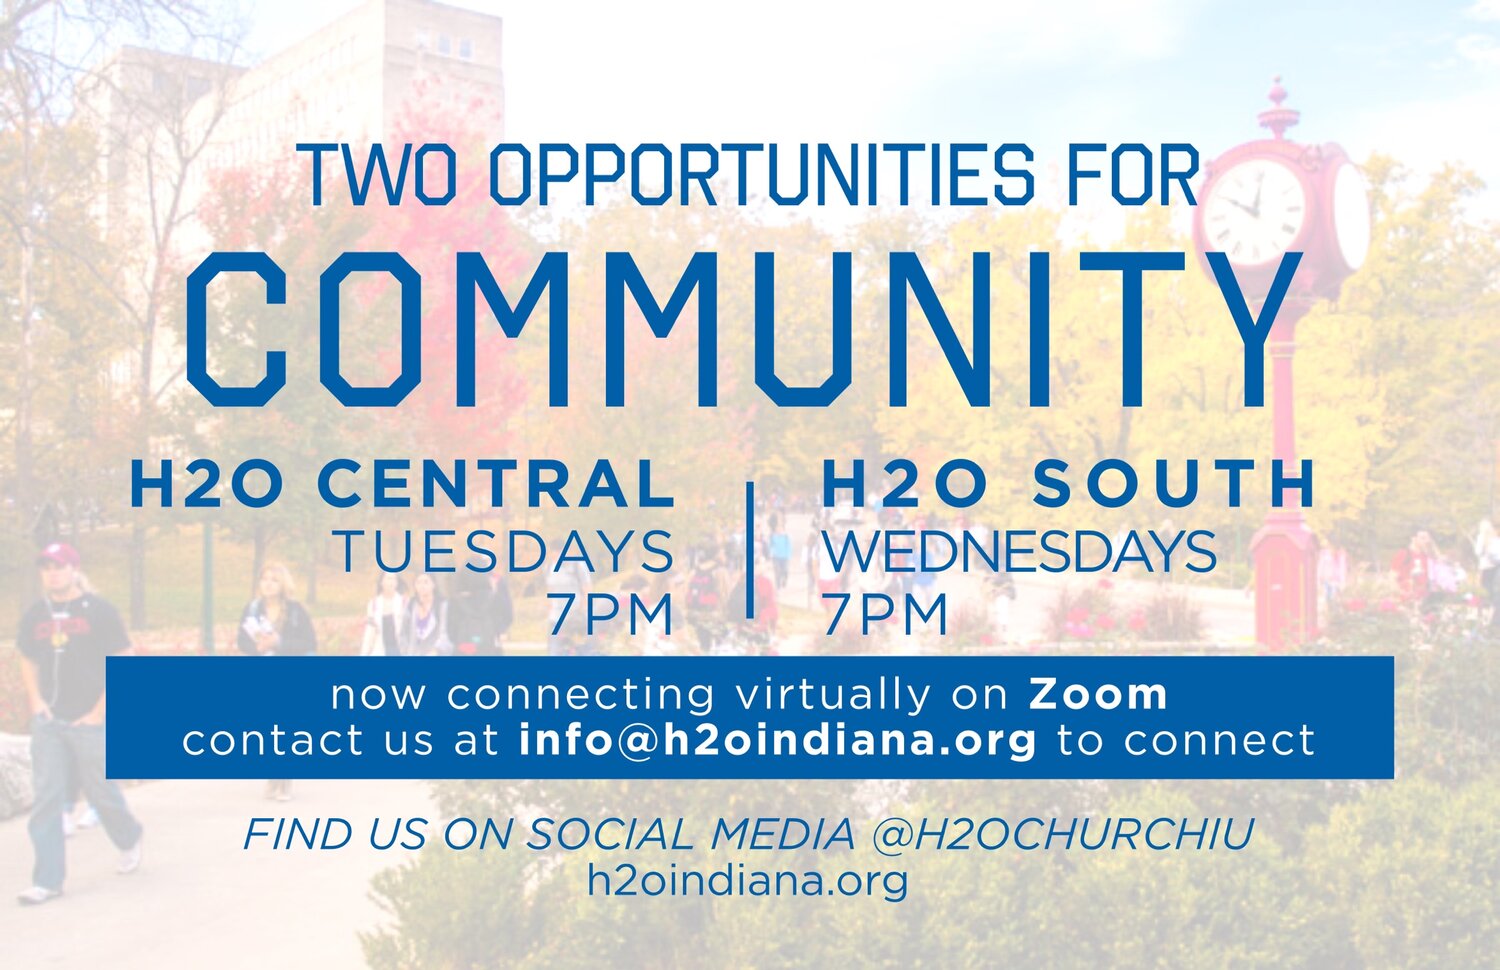 TWO OPPORTUNITIES FOR
COMMUNITY
H2O CENTRAL
TUESDAYS
7PM
H2O SOUTH
WEDNESDAYS
7PM
now connecting virtually on Zoom
contact us at info@h2oindiana.org to connect
FIND US ON SOCIAL MEDIA @H2OCHURCHIU
h2oindiana.org